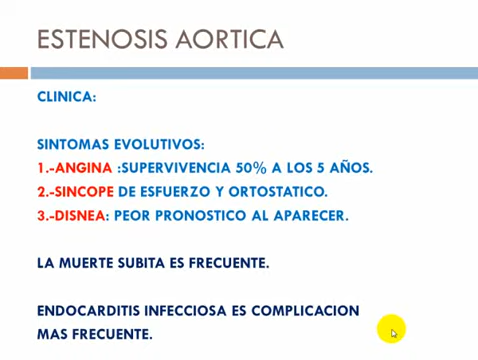 ESTENOSIS AORTICA
CLINICA:
SINTOMAS EVOLUTIVOS:
1.-ANGINA :SUPERVIVENCIA 50% A LOS 5 AÑOS.
2.-SINCOPE DE ESFUERZO Y ORTOSTATICO.
3.-DISNEA: PEOR PRONOSTICO AL APARECER.
LA MUERTE SUBITA ES FRECUENTE.
ENDOCARDITIS INFECCIOSA ES COMPLICACION
MAS FRECUENTE.